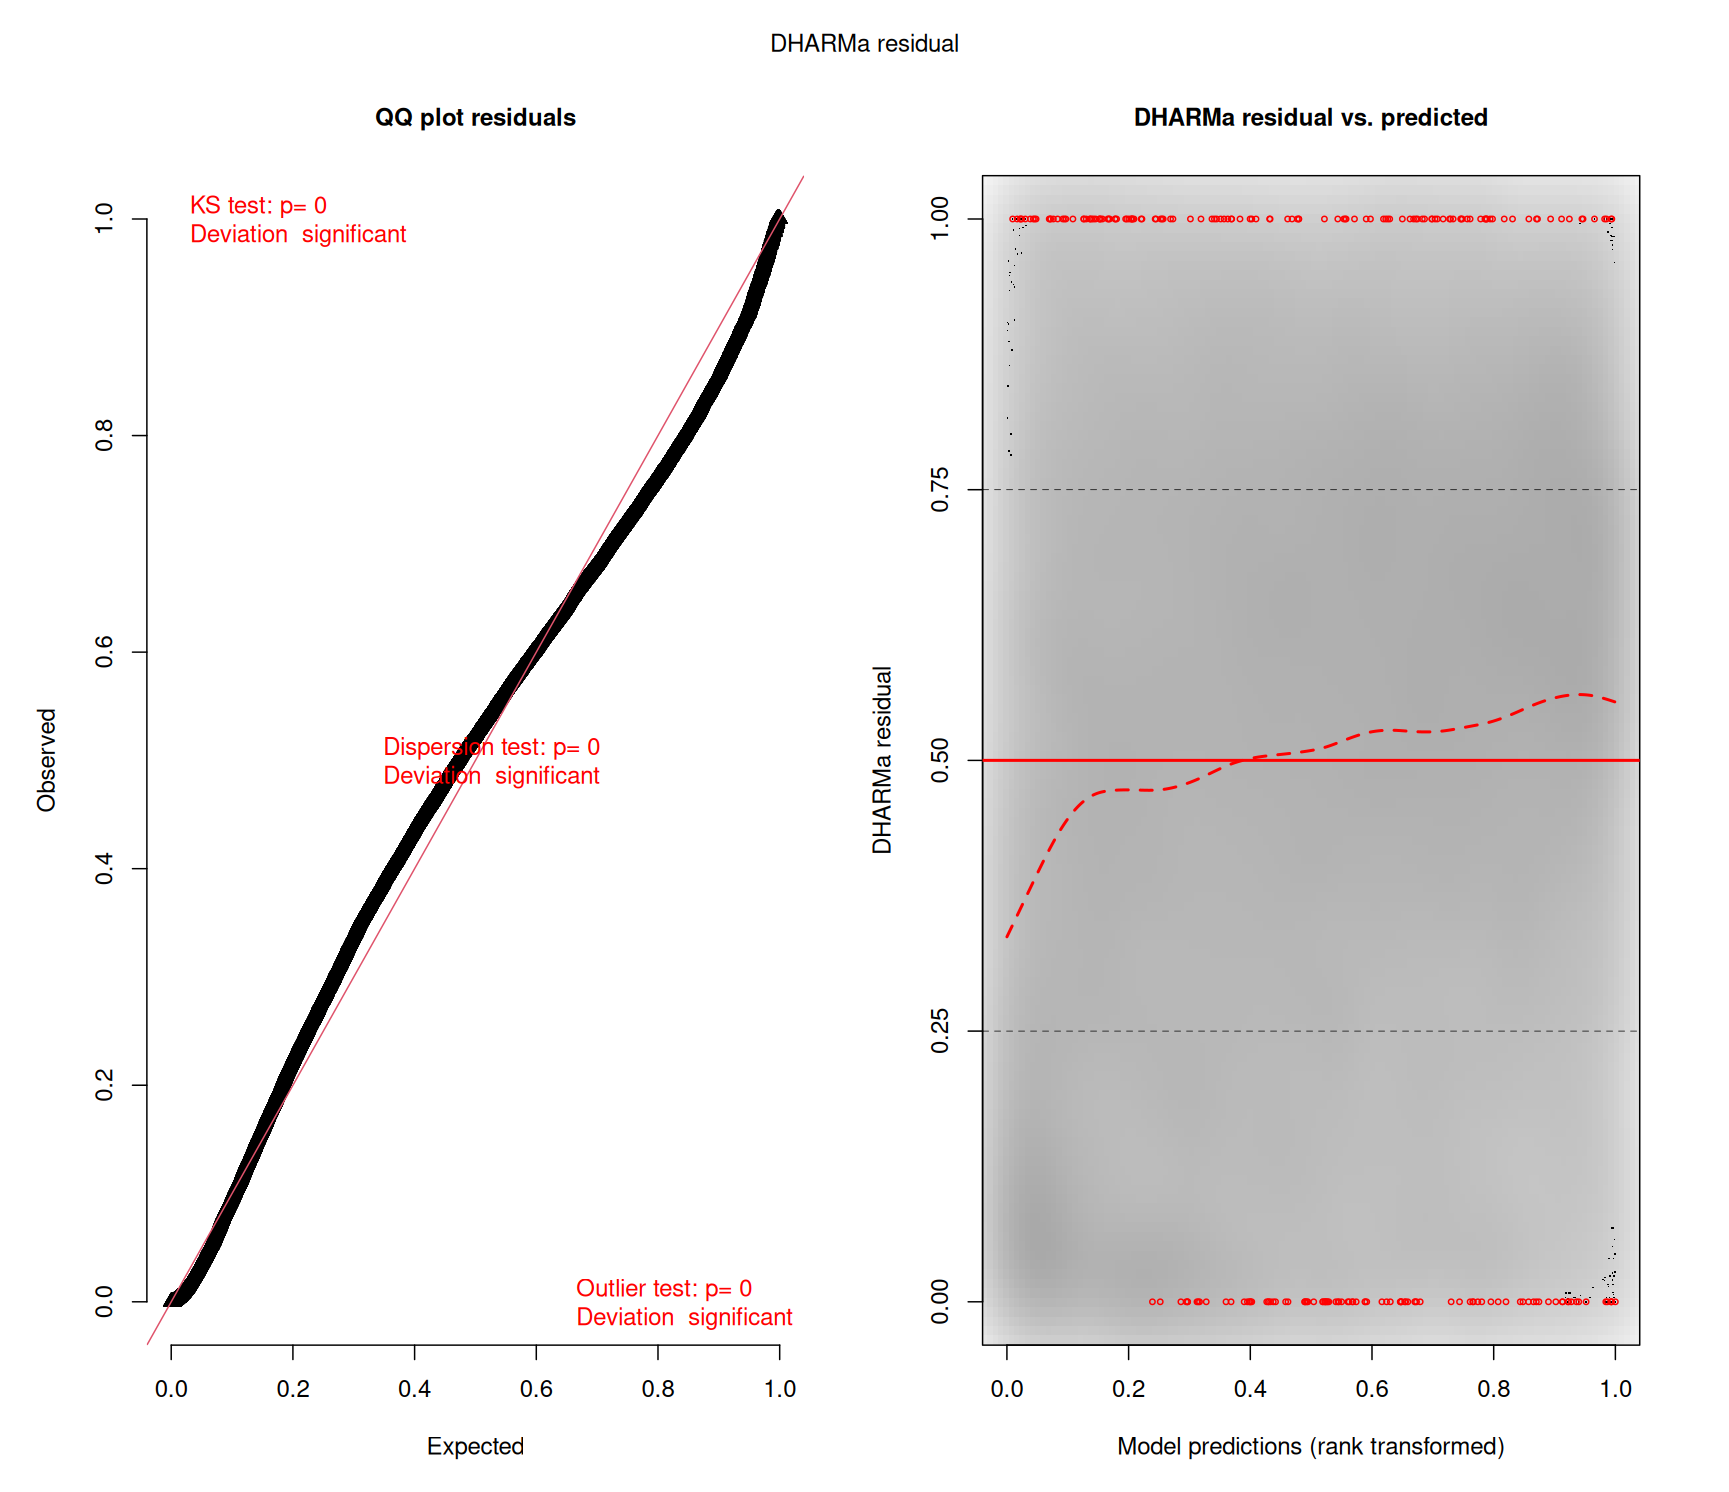 DHARMa residual
QQ plot residuals
KS test: p= 0
Deviation  significant
Dispersion test: p= 0
Deviation  significant
Outlier test: p= 0
Deviation  significant
Observed
0.0
0.2
0.4
0.6
0.8
1.0
0.0 0.2 0.4 0.6 0.8 1.0
Expected
DHARMa residual vs. predicted
DHARMa residual
0.00
0.25
0.50
0.75
1.00
0.0 0.2 0.4 0.6 0.8 1.0
Model predictions (rank transformed)